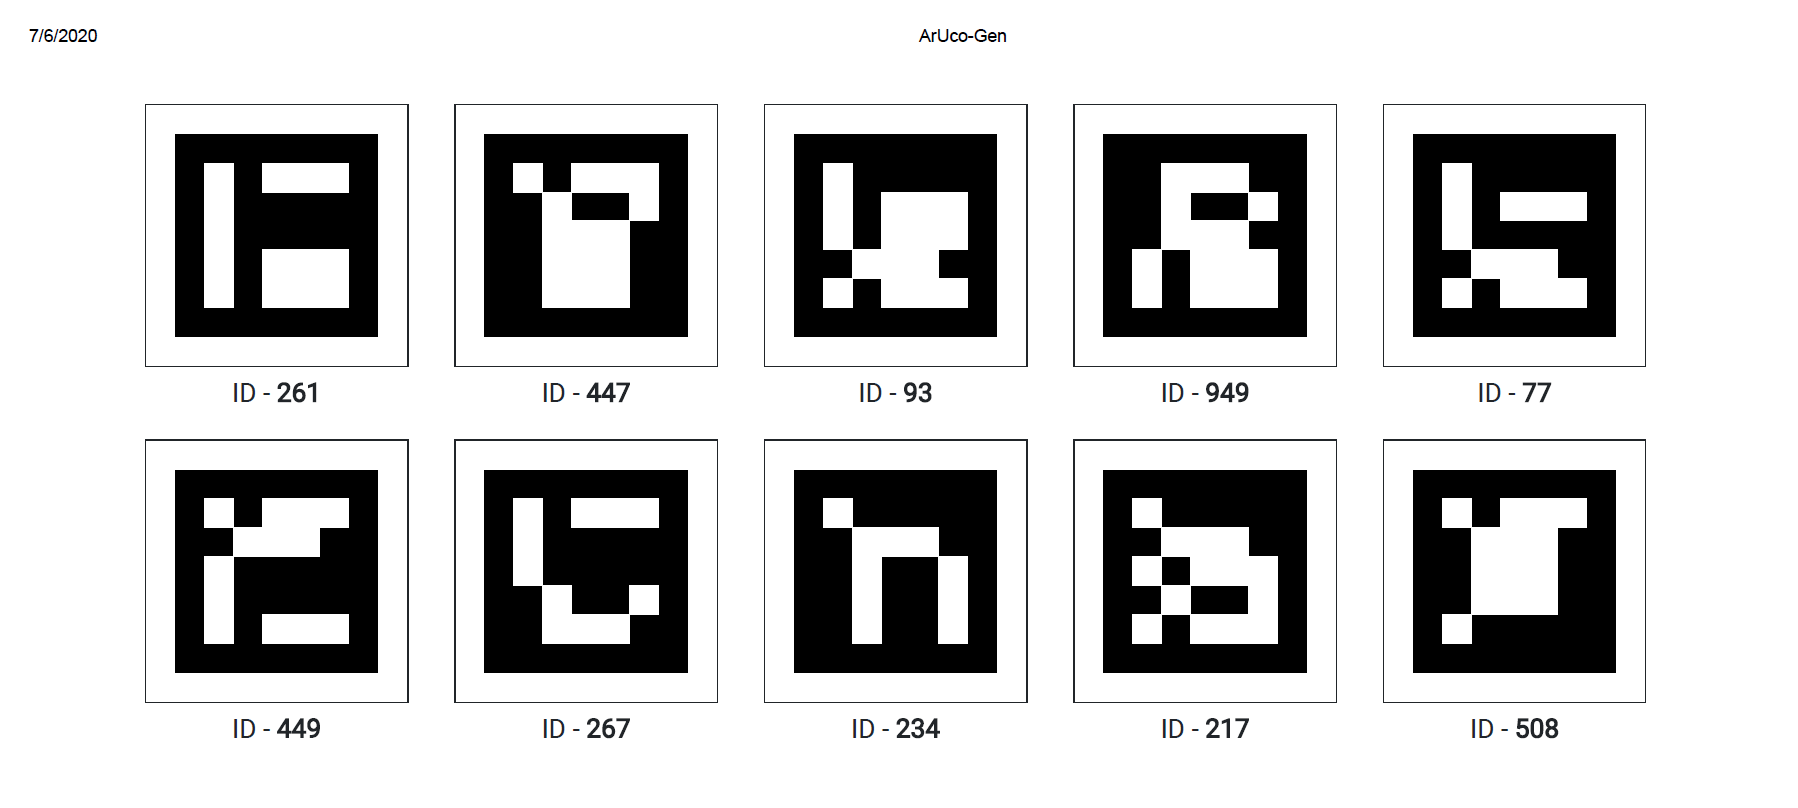 7/6/2020 ArUco-Gen
ID - 261 ID - 447 ID - 93 ID - 949 ID - 77
ID - 449 ID - 267 ID - 234 ID - 217 ID - 508